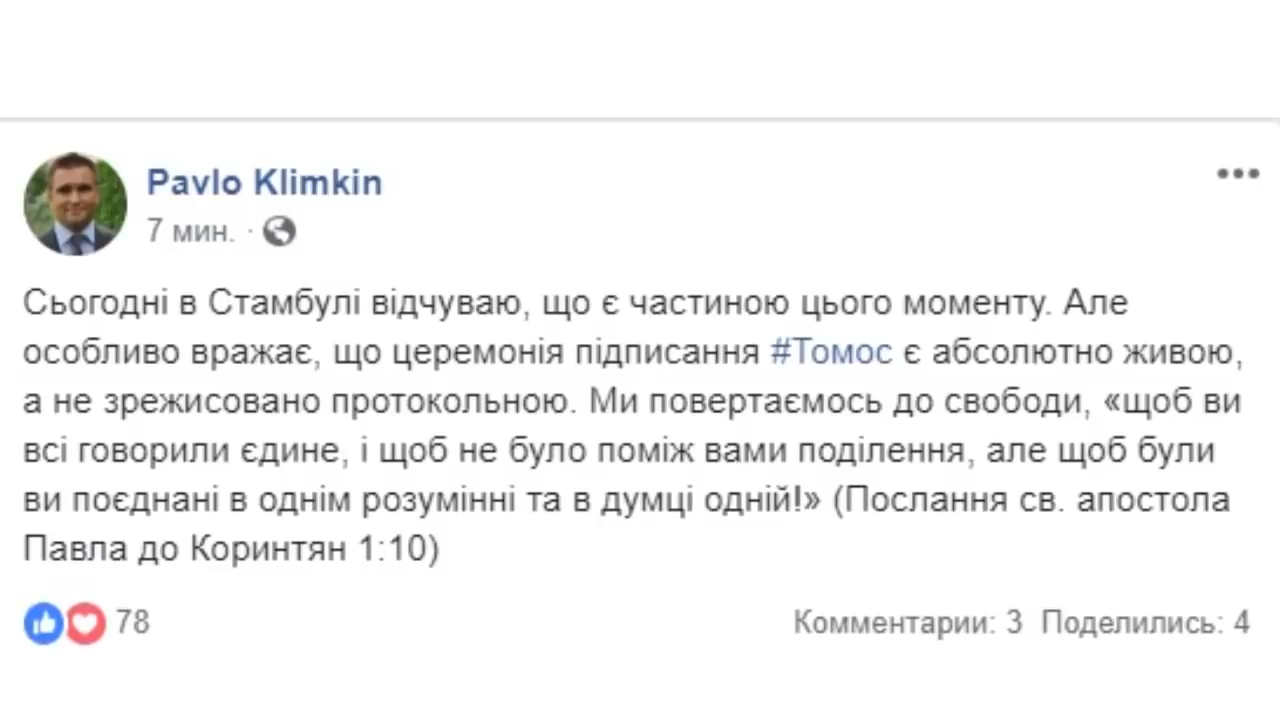 Pavlo Klimkin
7 мин. ·
Сьогодні в Стамбулі відчуваю, що є частиною цього моменту. Але
особливо вражає, що церемонія підписання #Томос є абсолютно живою,
а не зрежисовано протокольною. Ми повертаємось до свободи, «щоб ви
всі говорили єдине, і щоб не було поміж вами поділення, але щоб були
ви поєднані в однім розумінні та в думці одній!» (Послання св. апостола
Павла до Коринтян 1:10)
78
Комментарии: 3 Поделились: 4